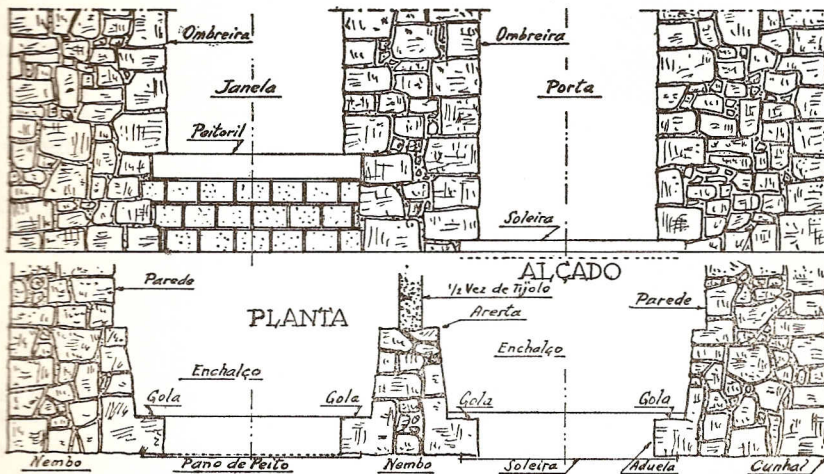 Ombreira
Ombreira
Janela
Porta
Peitoril
Soleira
ALÇADO
Parede
½ Vez de Tijolo
Parede
PLANTA
Aresta
Enchalço
Enchalço
Gola
Gola
Gola
Gola
Nembo
Pano de Peito
Nembo
Soleira
Aduela
Cunhal